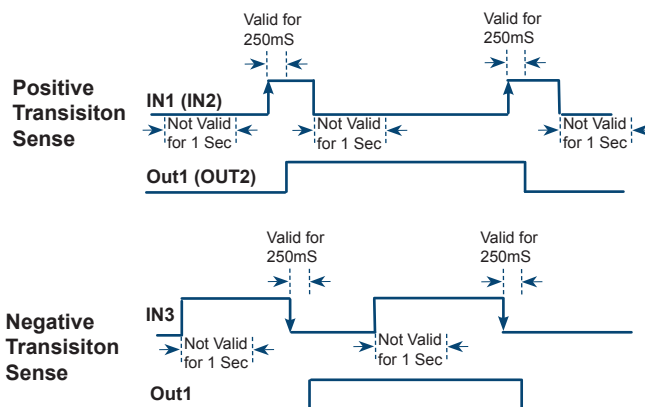 Valid for
250mS
Valid for
250mS
Positive
Transisiton
Sense
IN1 (IN2)
Not Valid
for 1 Sec
Not Valid
for 1 Sec
Not Valid
for 1 Sec
Out1 (OUT2)
Valid for
250mS
Valid for
250mS
Negative
Transisiton
Sense
IN3
Not Valid
for 1 Sec
Not Valid
for 1 Sec
Out1